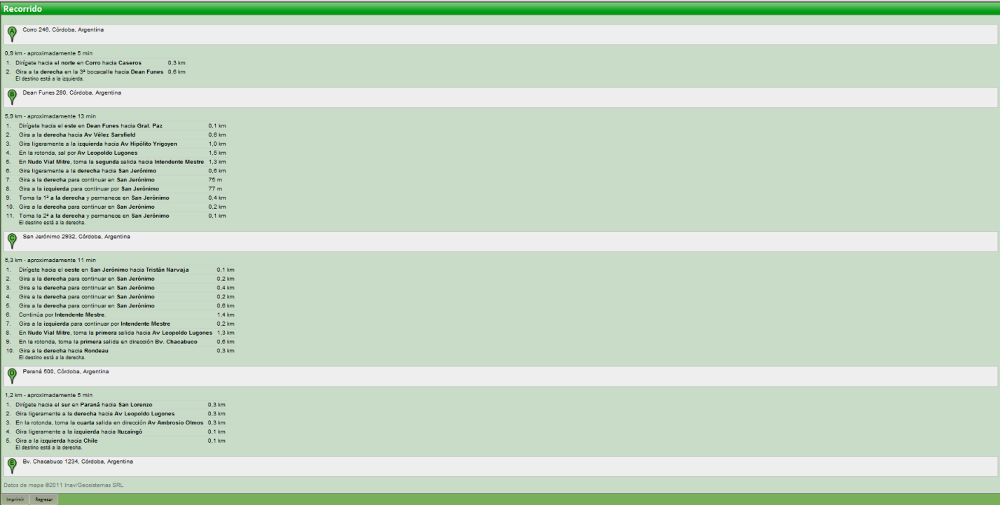 Recorrido
A
Corro 246, Córdoba, Argentina
0,9 km - aproximadamente 5 min
1. Dirígete hacia el norte en Corro hacia Caseros 0,3 km
2. Gira a la derecha en la 3ª bocacalle hacia Dean Funes 0,6 km
El destino está a la izquierda.
B
Dean Funes 280, Córdoba, Argentina
5,9 km - aproximadamente 13 min
1. Dirígete hacia el este en Dean Funes hacia Gral. Paz 0,1 km
2. Gira a la derecha hacia Av Vélez Sarsfield 0,6 km
3. Gira ligeramente a la izquierda hacia Av Hipólito Yrigoyen 1,0 km
4. En la rotonda, sal por Av Leopoldo Lugones 1,5 km
5. En Nudo Vial Mitre, toma la segunda salida hacia Intendente Mestre 1,3 km
6. Gira ligeramente a la derecha hacia San Jerónimo 0,6 km
7. Gira a la derecha para continuar en San Jerónimo 75 m
8. Gira a la izquierda para continuar por San Jerónimo 77 m
9. Toma la 1ª a la derecha y permanece en San Jerónimo 0,4 km
10. Gira a la derecha para continuar en San Jerónimo 0,2 km
11. Toma la 2ª a la derecha y permanece en San Jerónimo 0,1 km
El destino está a la derecha.
C
San Jerónimo 2932, Córdoba, Argentina
5,3 km - aproximadamente 11 min
1. Dirígete hacia el oeste en San Jerónimo hacia Tristán Narvaja 0,1 km
2. Gira a la derecha para continuar en San Jerónimo 0,2 km
3. Gira a la derecha para continuar en San Jerónimo 0,4 km
4. Gira a la derecha para continuar en San Jerónimo 0,2 km
5. Gira a la derecha para continuar en San Jerónimo 0,6 km
6. Continúa por Intendente Mestre. 1,4 km
7. Gira a la izquierda para continuar por Intendente Mestre 0,2 km
8. En Nudo Vial Mitre, toma la primera salida hacia Av Leopoldo Lugones 1,3 km
9. En la rotonda, toma la primera salida en dirección Bv. Chacabuco 0,6 km
10. Gira a la derecha hacia Rondeau 0,3 km
El destino está a la derecha.
D
Paraná 500, Córdoba, Argentina
1,2 km - aproximadamente 5 min
1. Dirígete hacia el sur en Paraná hacia San Lorenzo 0,3 km
2. Gira ligeramente a la derecha hacia Av Leopoldo Lugones 0,3 km
3. En la rotonda, toma la cuarta salida en dirección Av Ambrosio Olmos 0,3 km
4. Gira ligeramente a la izquierda hacia Ituzaingó 0,1 km
5. Gira a la izquierda hacia Chile 0,1 km
El destino está a la derecha.
E
Bv. Chacabuco 1234, Córdoba, Argentina
Datos de mapa ©2011 Inav/Geosistemas SRL
Imprimir Regresar